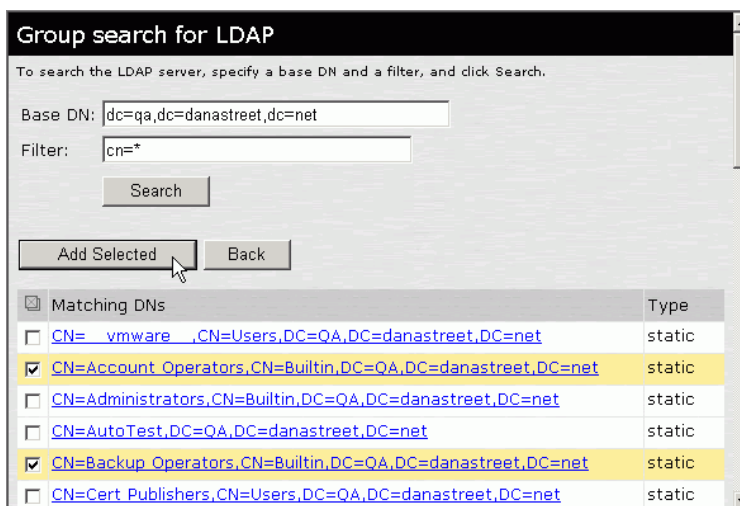 Group search for LDAP
To search the LDAP server, specify a base DN and a filter, and click Search.
Base DN: dc=qa,dc=danastreet,dc=net
Filter: cn=*
Search
Add Selected Back
Matching DNs Type
CN=__vmware__,CN=Users,DC=QA,DC=danastreet,DC=net static
CN=Account Operators,CN=Builtin,DC=QA,DC=danastreet,DC=net static
CN=Administrators,CN=Builtin,DC=QA,DC=danastreet,DC=net static
CN=AutoTest,DC=QA,DC=danastreet,DC=net static
CN=Backup Operators,CN=Builtin,DC=QA,DC=danastreet,DC=net static
CN=Cert Publishers,CN=Users,DC=QA,DC=danastreet,DC=net static